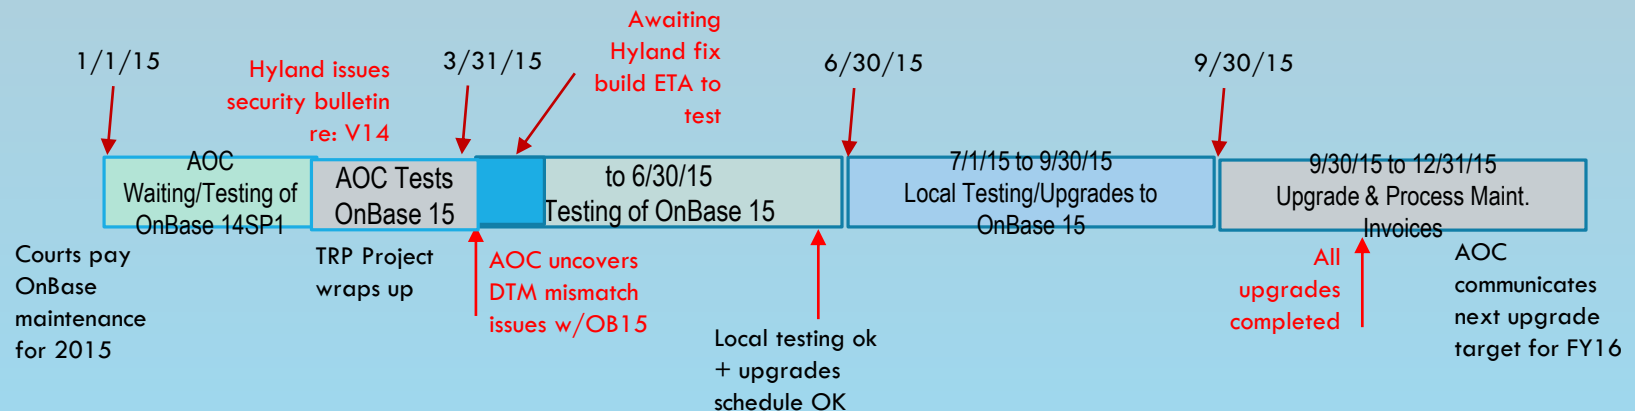 1/1/15
Hyland issues
security bulletin
re: V14
3/31/15
Awaiting
Hyland fix
build ETA to
test
6/30/15
9/30/15
AOC
Waiting/Testing of
OnBase 14SP1
AOC Tests
OnBase 15
to 6/30/15
Testing of OnBase 15
7/1/15 to 9/30/15
Local Testing/Upgrades to
OnBase 15
9/30/15 to 12/31/15
Upgrade & Process Maint.
Invoices
Courts pay
OnBase
maintenance
for 2015
TRP Project
wraps up
AOC uncovers
DTM mismatch
issues w/OB15
Local testing ok
+ upgrades
schedule OK
All
upgrades
completed
AOC
communicates
next upgrade
target for FY16